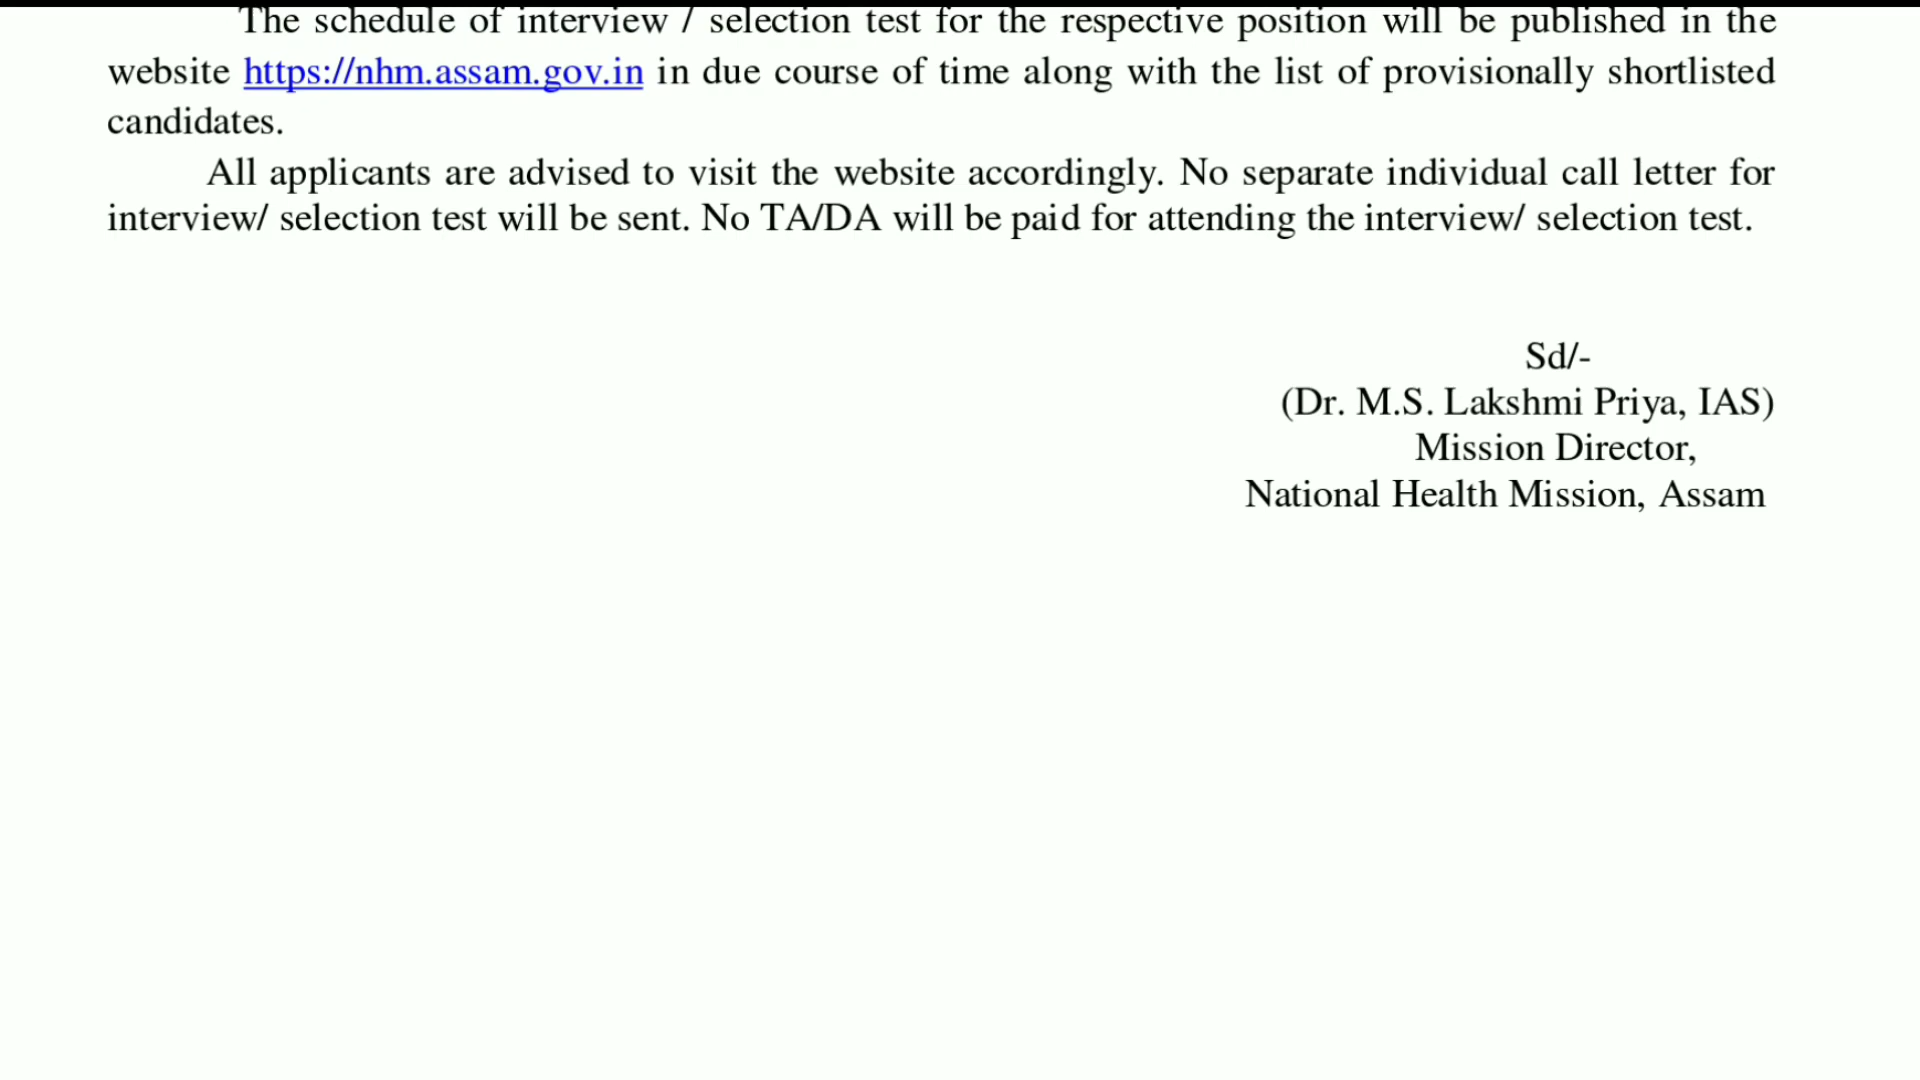 The schedule of interview / selection test for the respective position will be published in the
website https://nhm.assam.gov.in in due course of time along with the list of provisionally shortlisted
candidates.
All applicants are advised to visit the website accordingly. No separate individual call letter for
interview/ selection test will be sent. No TA/DA will be paid for attending the interview/ selection test.
Sd/-
(Dr. M.S. Lakshmi Priya, IAS)
Mission Director,
National Health Mission, Assam